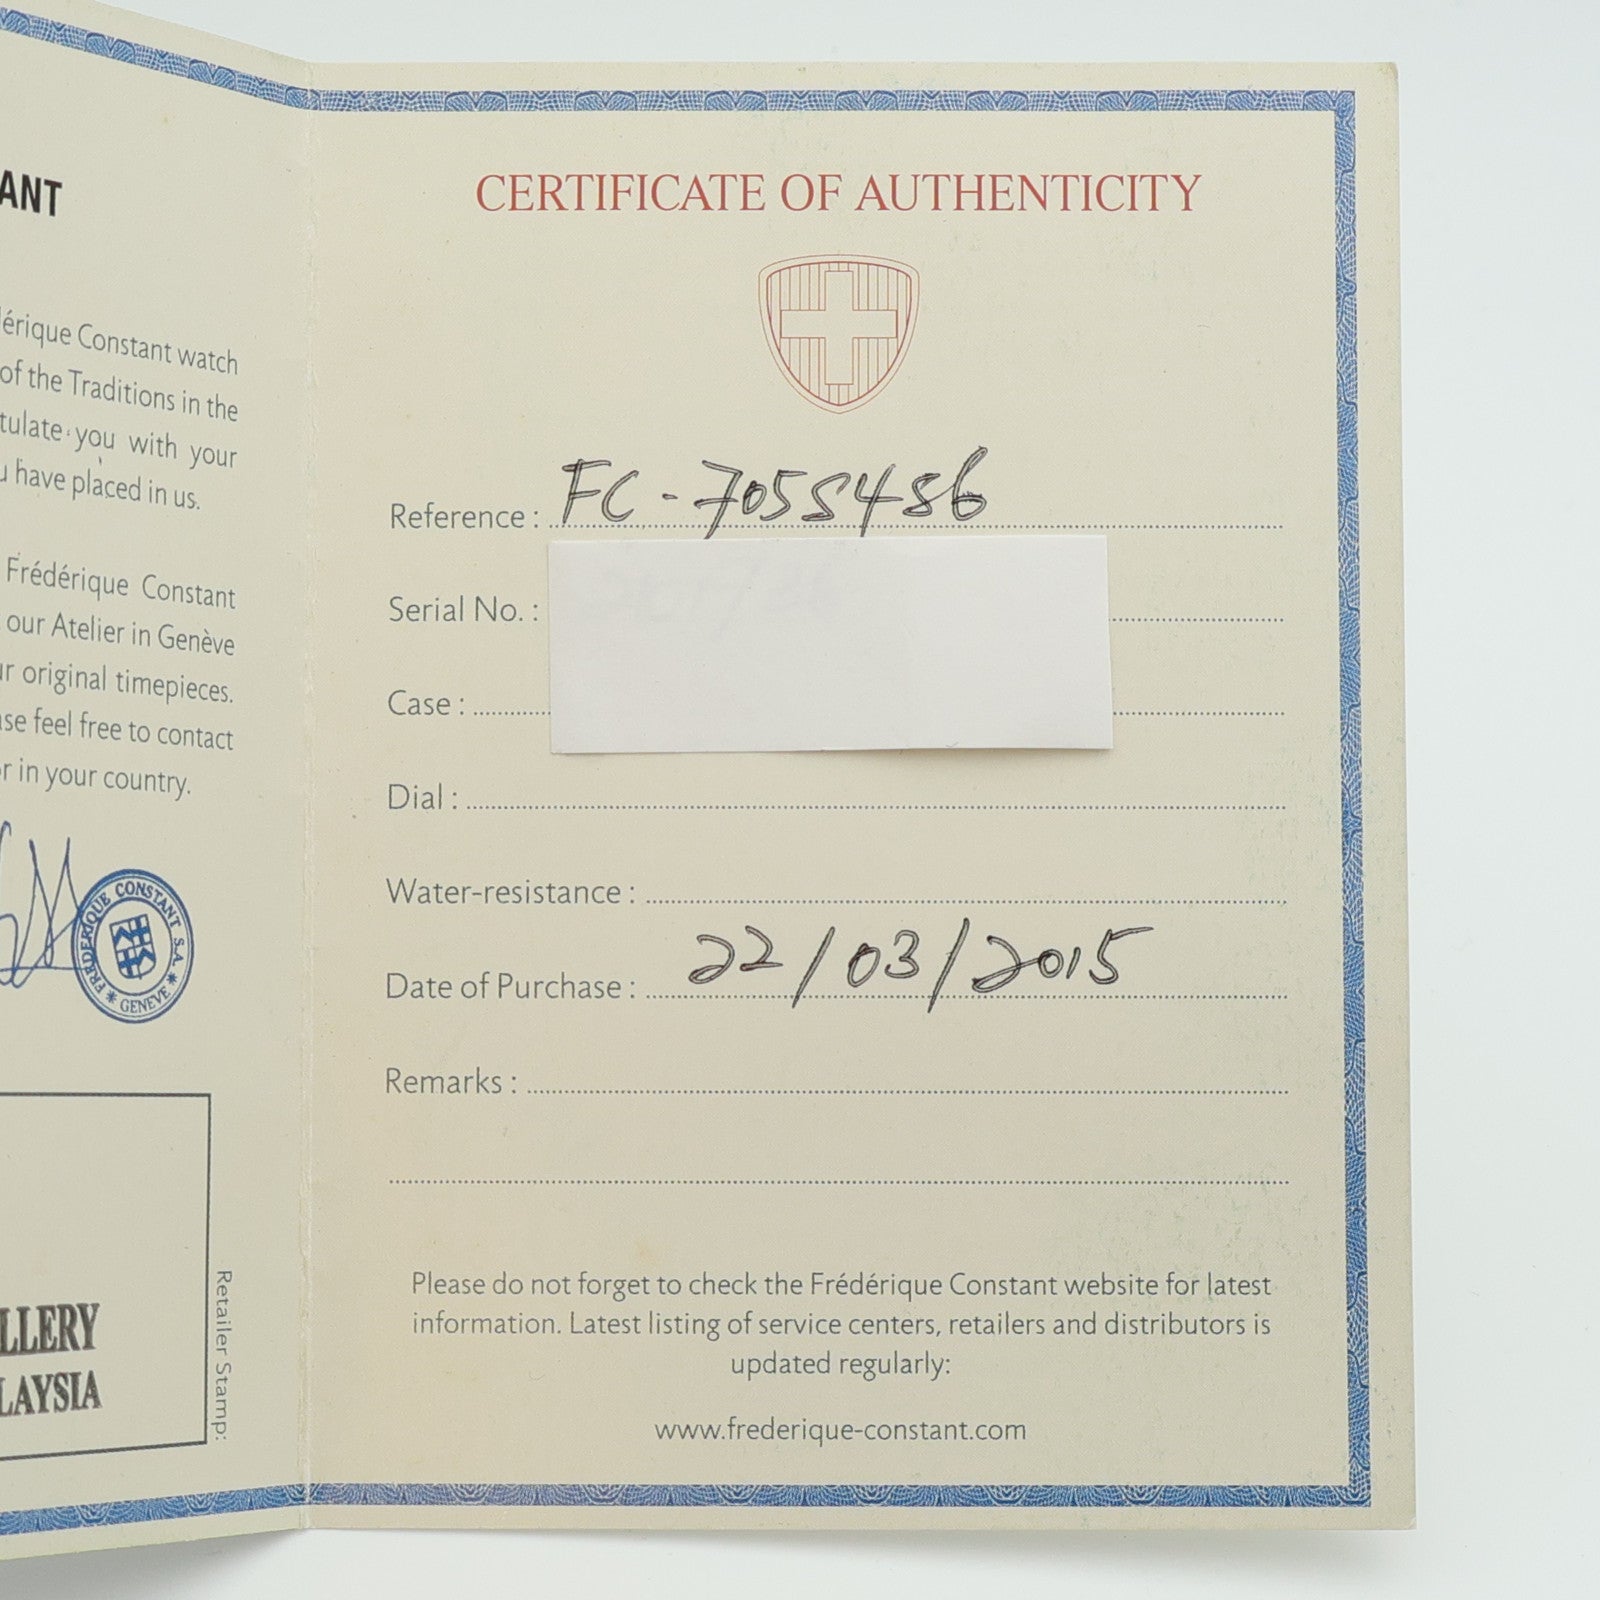 ANT
érique Constant watch
of the Traditions in the
tulate you with your
u have placed in us.
Frédérique Constant
our Atelier in Genève
ur original timepieces.
ase feel free to contact
or in your country.
FRÉDÉRIQUE CONSTANT S.A. * GENÈVE *
LLERY
LAYSIA
Retailer Stamp:
CERTIFICATE OF AUTHENTICITY
Reference : FC-705S4S6
Serial No. :
Case :
Dial :
Water-resistance :
Date of Purchase : 22/03/2015
Remarks :
Please do not forget to check the Frédérique Constant website for latest
information. Latest listing of service centers, retailers and distributors is
updated regularly:
www.frederique-constant.com